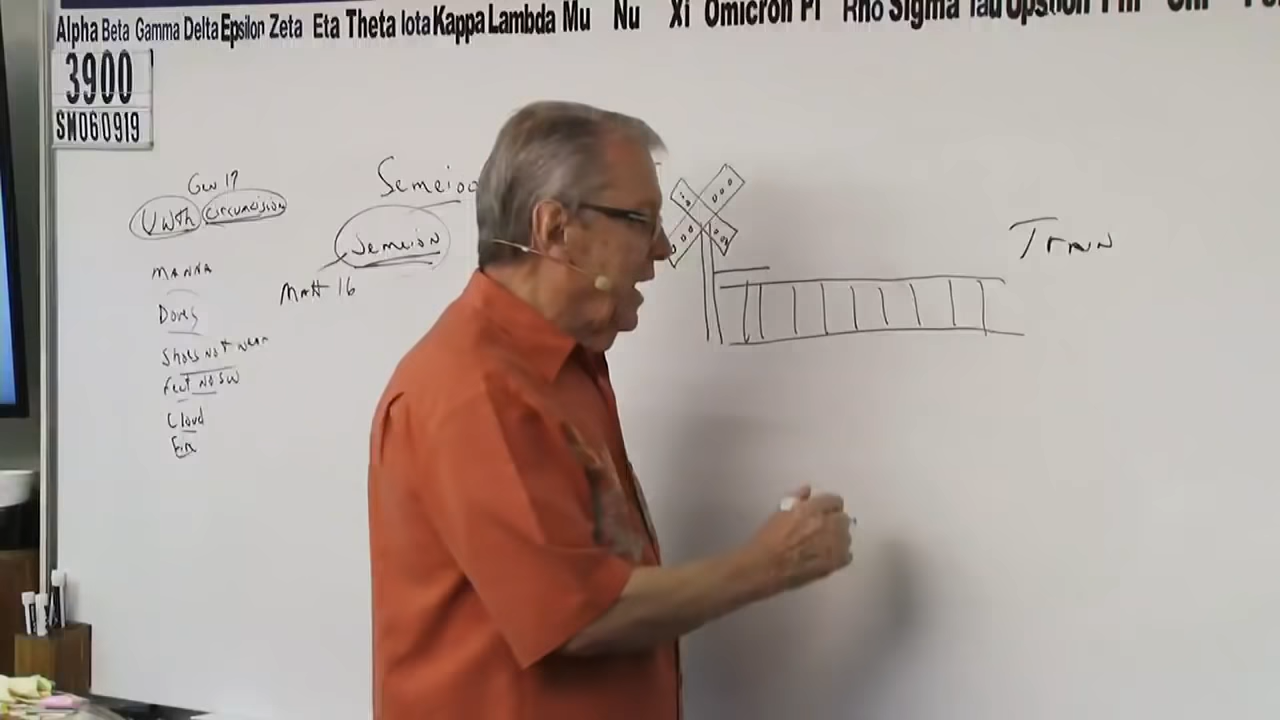 Alpha Beta Gamma Delta Epsilon Zeta Eta Theta Iota Kappa Lambda Mu Nu Xi Omicron Pi Rho Sigma Tau Upsilon Phi Chi
3900
SM060919
Gen 17
Circumcision
Manna
Doves
Shoes not wear
Feet no SW
Cloud
Fire
Semeioo
Semeion
Matt 16
Train